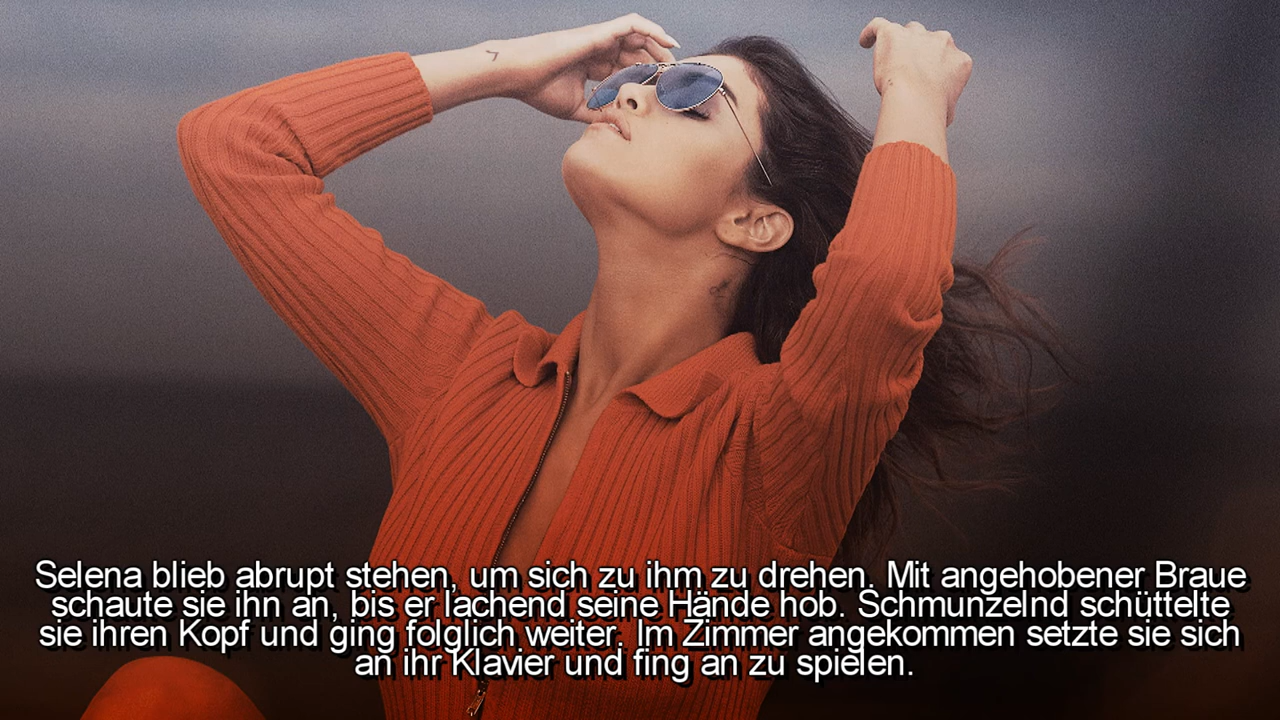 Selena blieb abrupt stehen, um sich zu ihm zu drehen. Mit angehobener Braue
schaute sie ihn an, bis er lachend seine Hände hob. Schmunzelnd schüttelte
sie ihren Kopf und ging folglich weiter. Im Zimmer angekommen setzte sie sich
an ihr Klavier und fing an zu spielen.